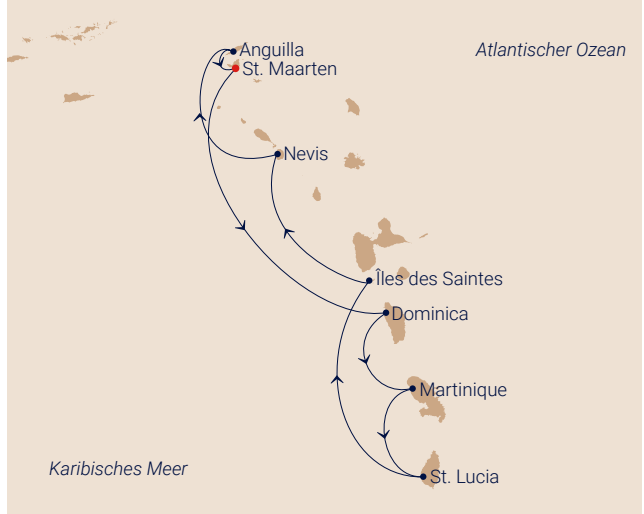 Anguilla
Atlantischer Ozean
St. Maarten
Nevis
Îles des Saintes
Dominica
Martinique
Karibisches Meer
St. Lucia